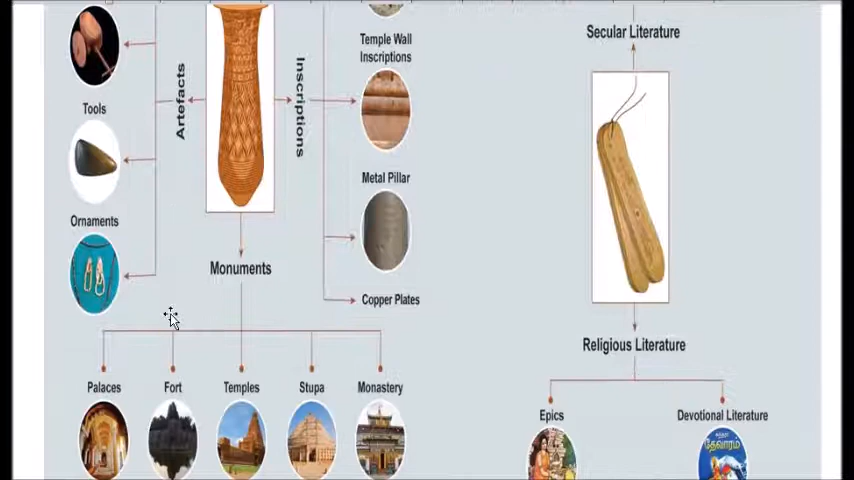 Secular Literature
Temple Wall
Inscriptions
Artefacts
Inscriptions
Tools
Metal Pillar
Ornaments
Monuments
Copper Plates
Religious Literature
Palaces
Fort
Temples
Stupa
Monastery
Epics
Devotional Literature
தேவாரம்